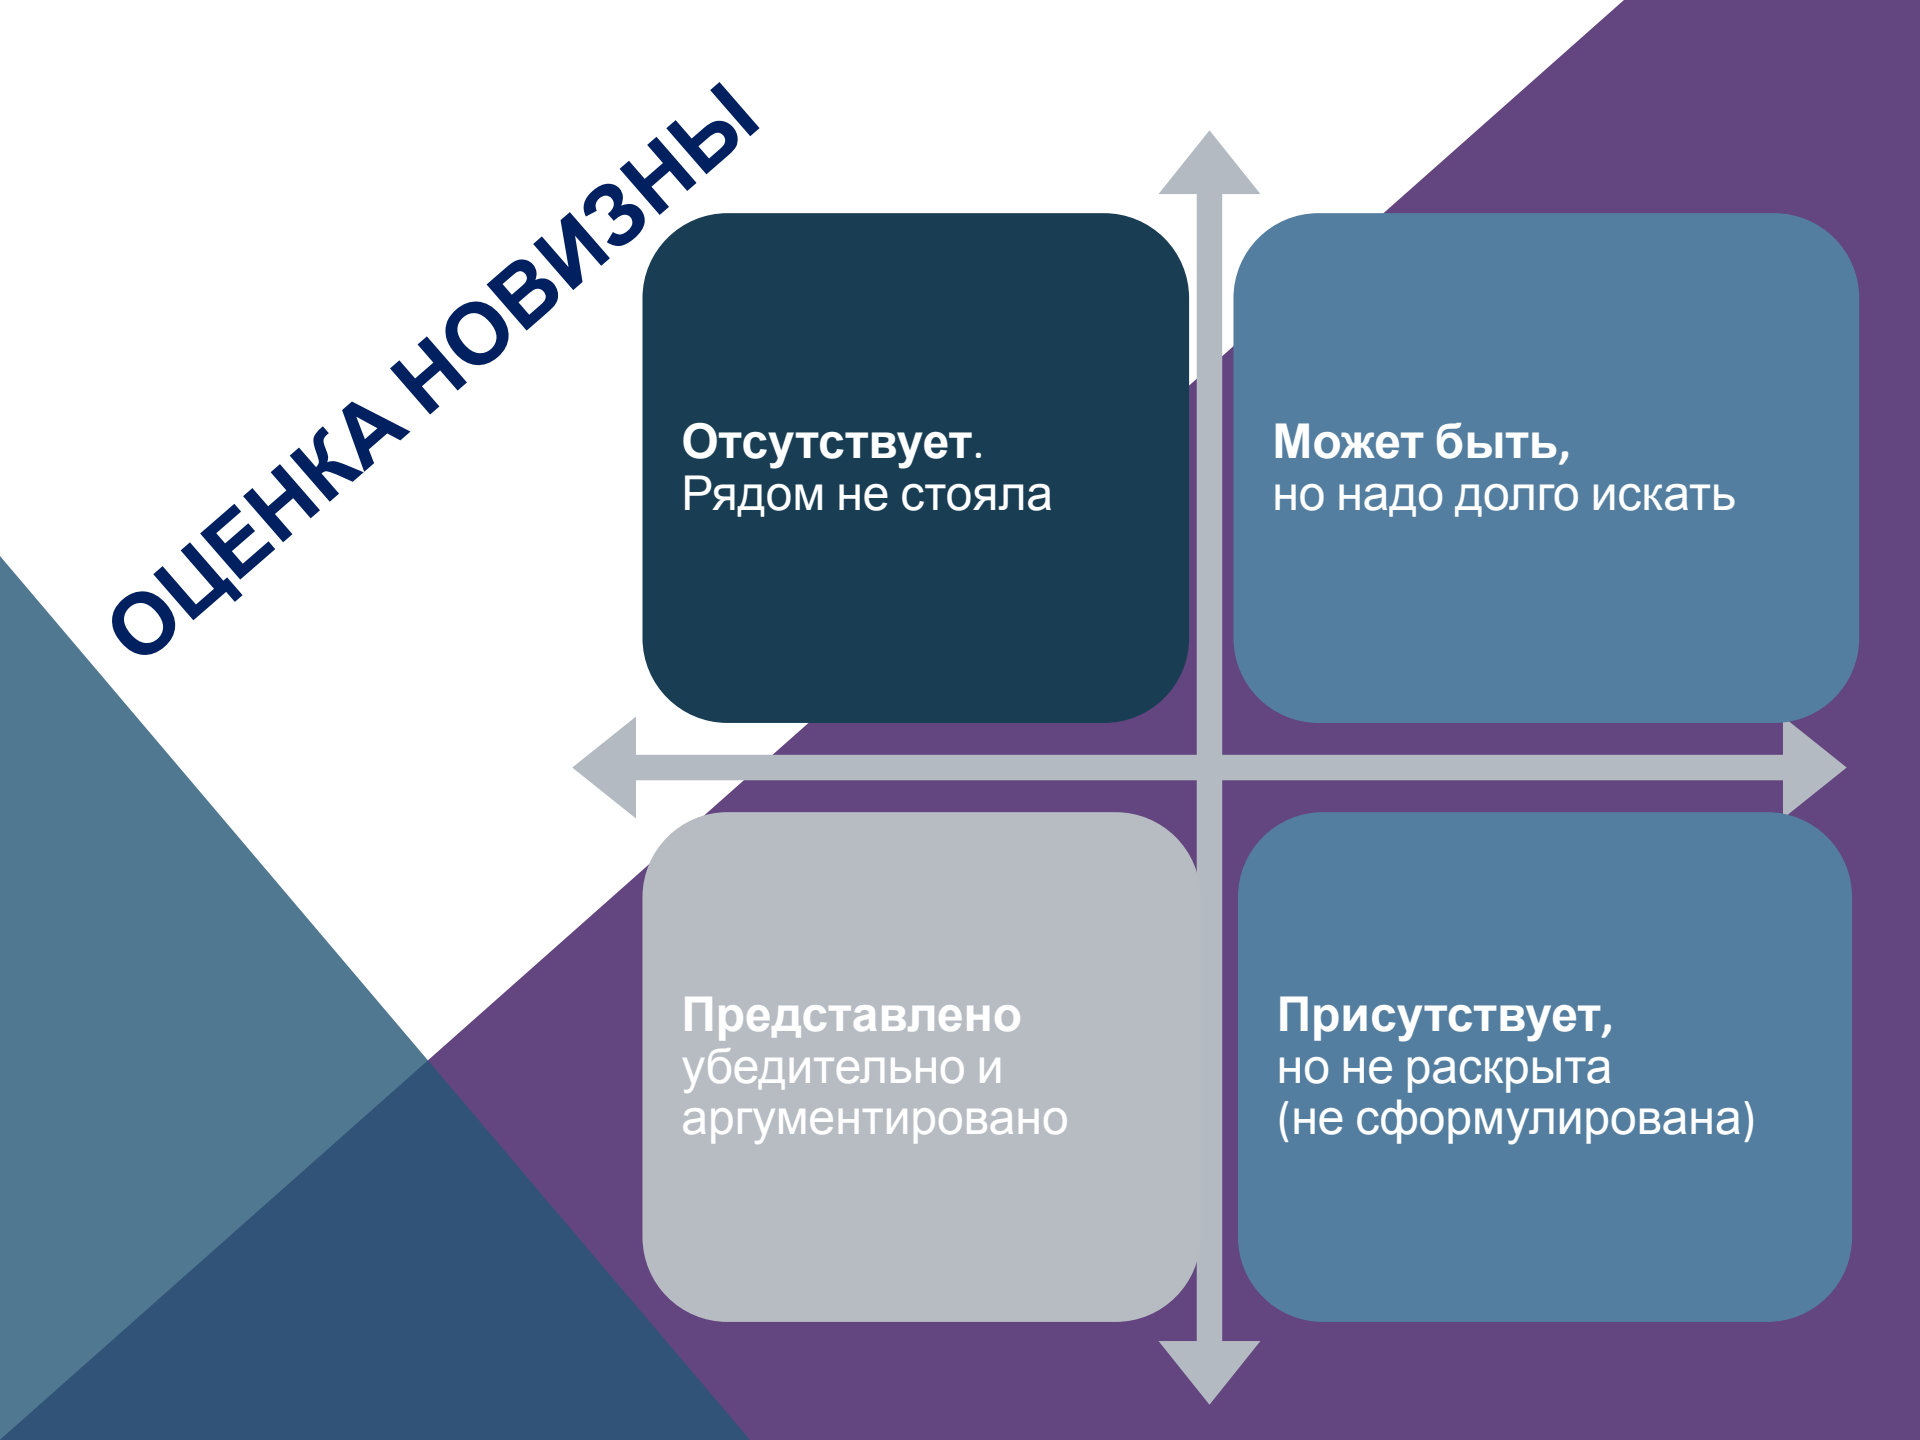 ОЦЕНКА НОВИЗНЫ
Отсутствует.
Рядом не стояла
Может быть,
но надо долго искать
Представлено
убедительно и
аргументировано
Присутствует,
но не раскрыта
(не сформулирована)